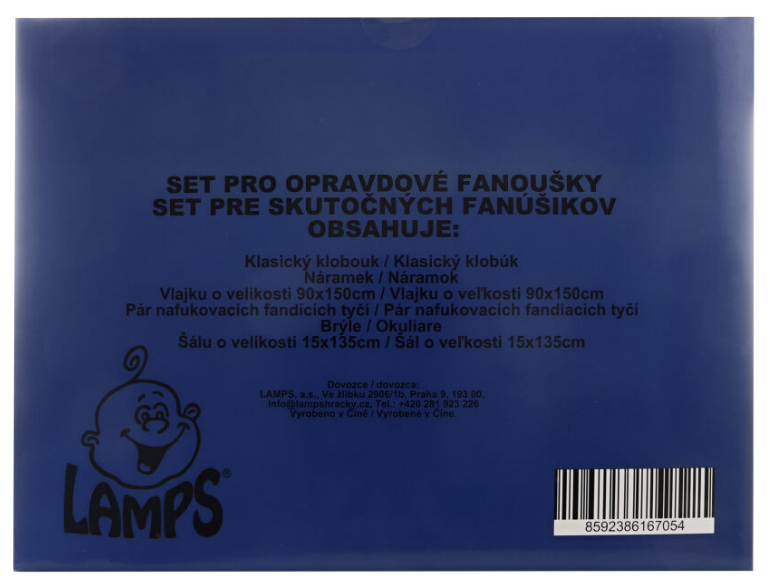 SET PRO OPRAVDOVÉ FANOUŠKY
SET PRE SKUTOČNÝCH FANÚŠIKOV
OBSAHUJE:
Klasický klobouk / Klasický klobúk
Náramek / Náramok
Vlajku o velikosti 90x150cm / Vlajku o veľkosti 90x150cm
Pár nafukovacích fandících tyčí / Pár nafukovacích fandiacich tyčí
Brýle / Okuliare
Šálu o velikosti 15x135cm / Šál o veľkosti 15x135cm
Dovozce / dovozca:
LAMPS, a.s., Ve žlíbku 2906/1b, Praha 9, 193 00,
info@lampshracky.cz, Tel.: +420 281 923 226
Vyrobeno v Číně / Vyrobené v Číne.
LAMPS®
8592386167054